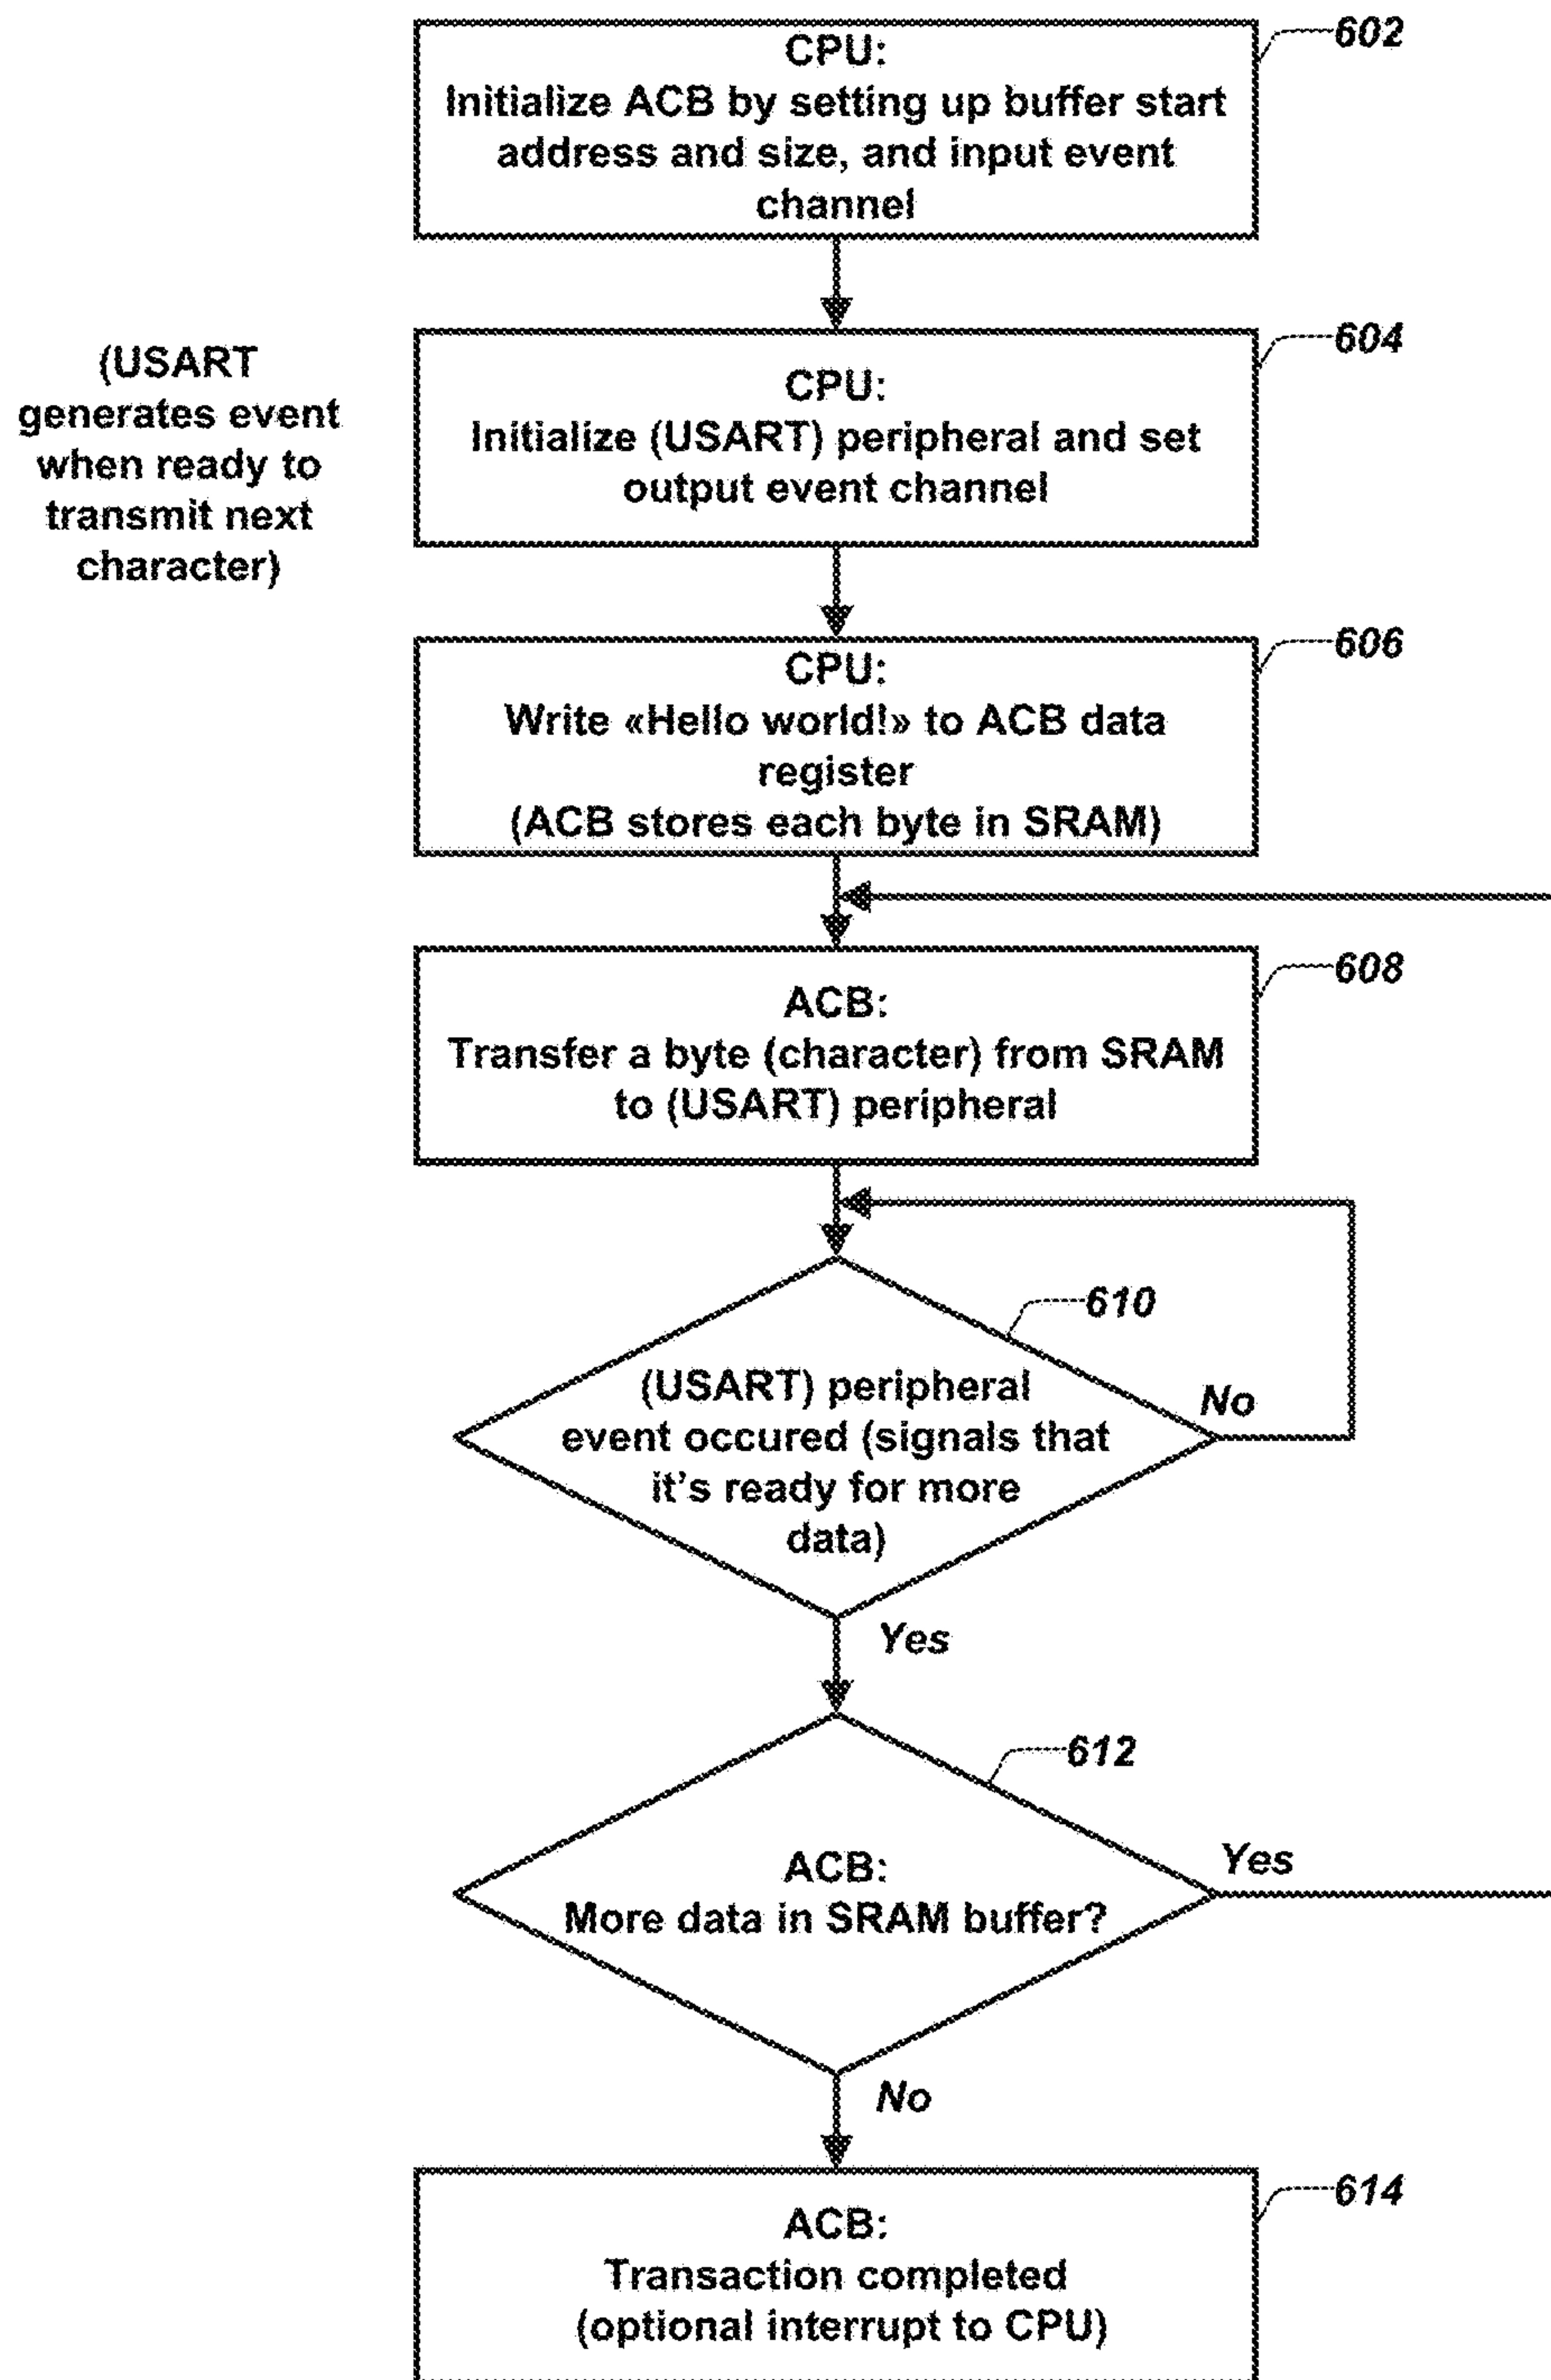 CPU:
Initialize ACB by setting up buffer start
address and size, and input event
channel
602
(USART
generates event
when ready to
transmit next
character)
CPU:
Initialize (USART) peripheral and set
output event channel
604
CPU:
Write «Hello world!» to ACB data
register
(ACB stores each byte in SRAM)
606
ACB:
Transfer a byte (character) from SRAM
to (USART) peripheral
608
610
(USART) peripheral
event occured (signals that
it's ready for more
data)
No
Yes
612
ACB:
More data in SRAM buffer?
Yes
No
ACB:
Transaction completed
(optional interrupt to CPU)
614